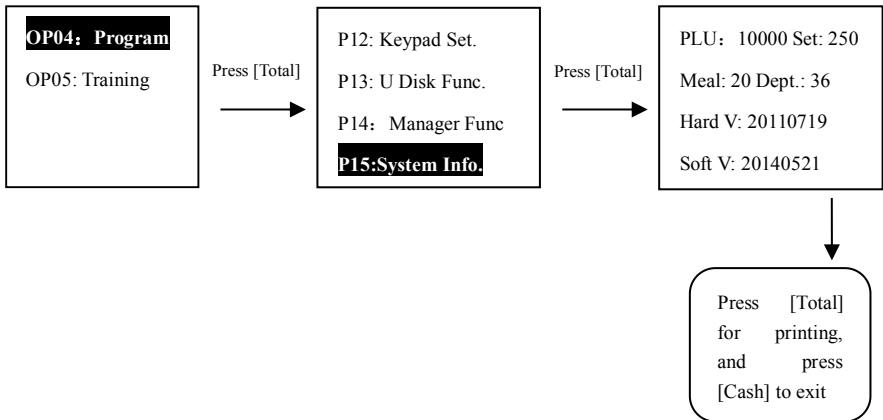 OP04：Program
OP05: Training
Press [Total]
P12: Keypad Set.
P13: U Disk Func.
P14： Manager Func
P15:System Info.
Press [Total]
PLU：10000 Set: 250
Meal: 20 Dept.: 36
Hard V: 20110719
Soft V: 20140521
Press [Total]
for printing,
and press
[Cash] to exit